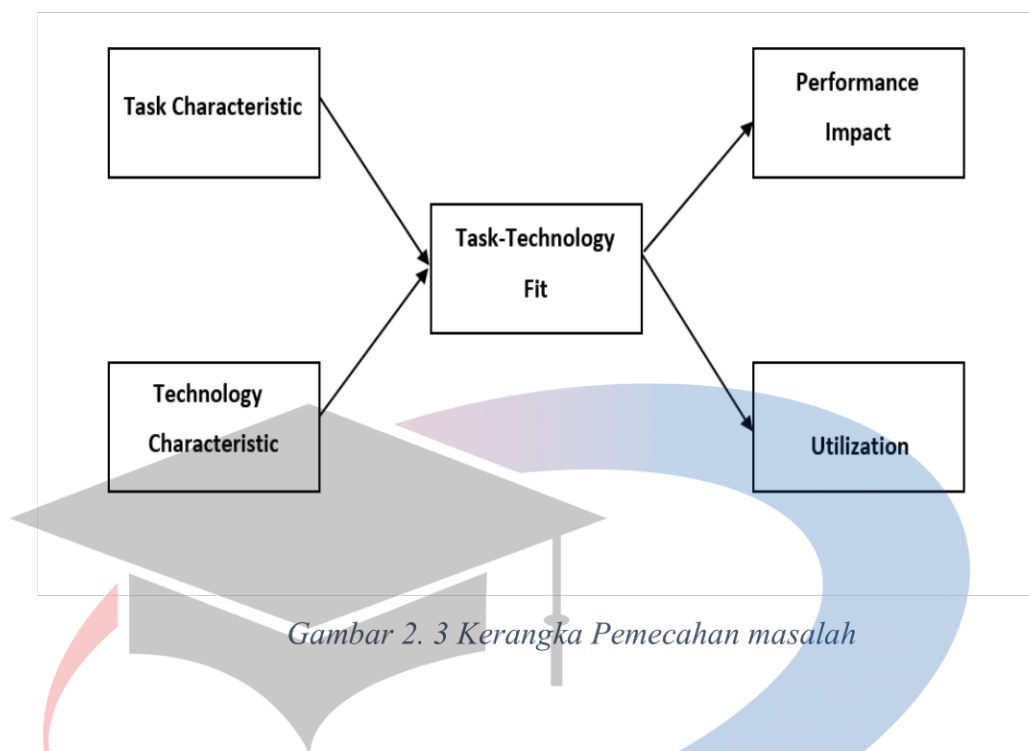 Task Characteristic
Performance
Impact
Task-Technology
Fit
Technology
Characteristic
Utilization
Gambar 2. 3 Kerangka Pemecahan masalah